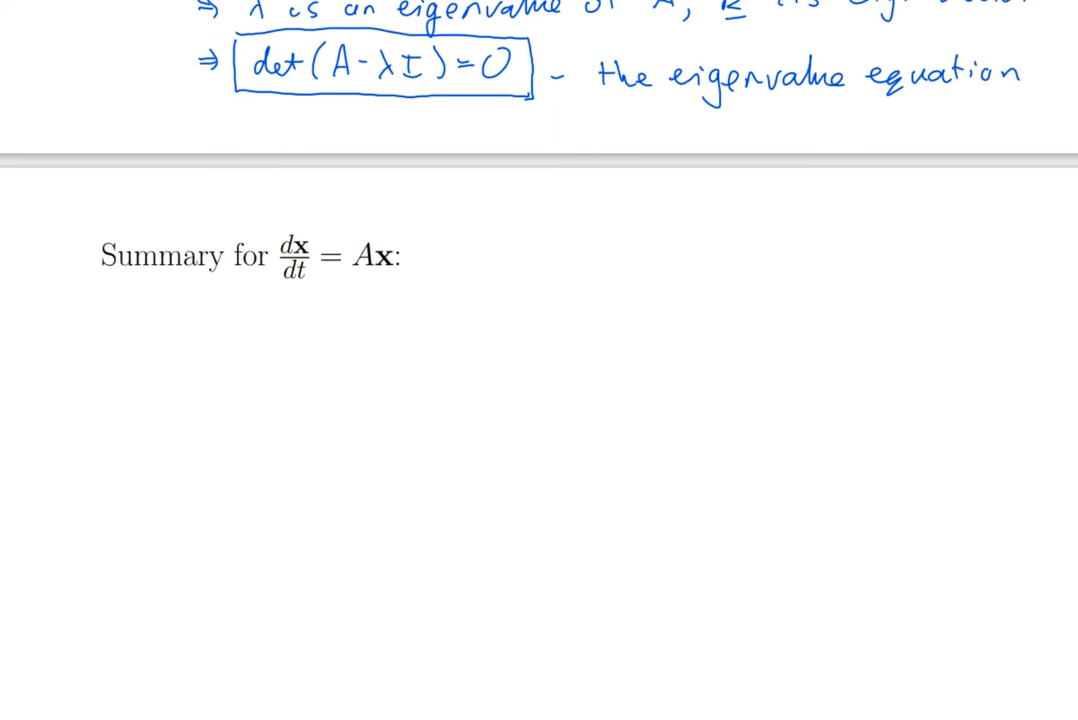 ⇒ λ is an eigenvalue of A,
⇒ det(A-λI)=0 - the eigenvalue equation
Summary for dx/dt = Ax: